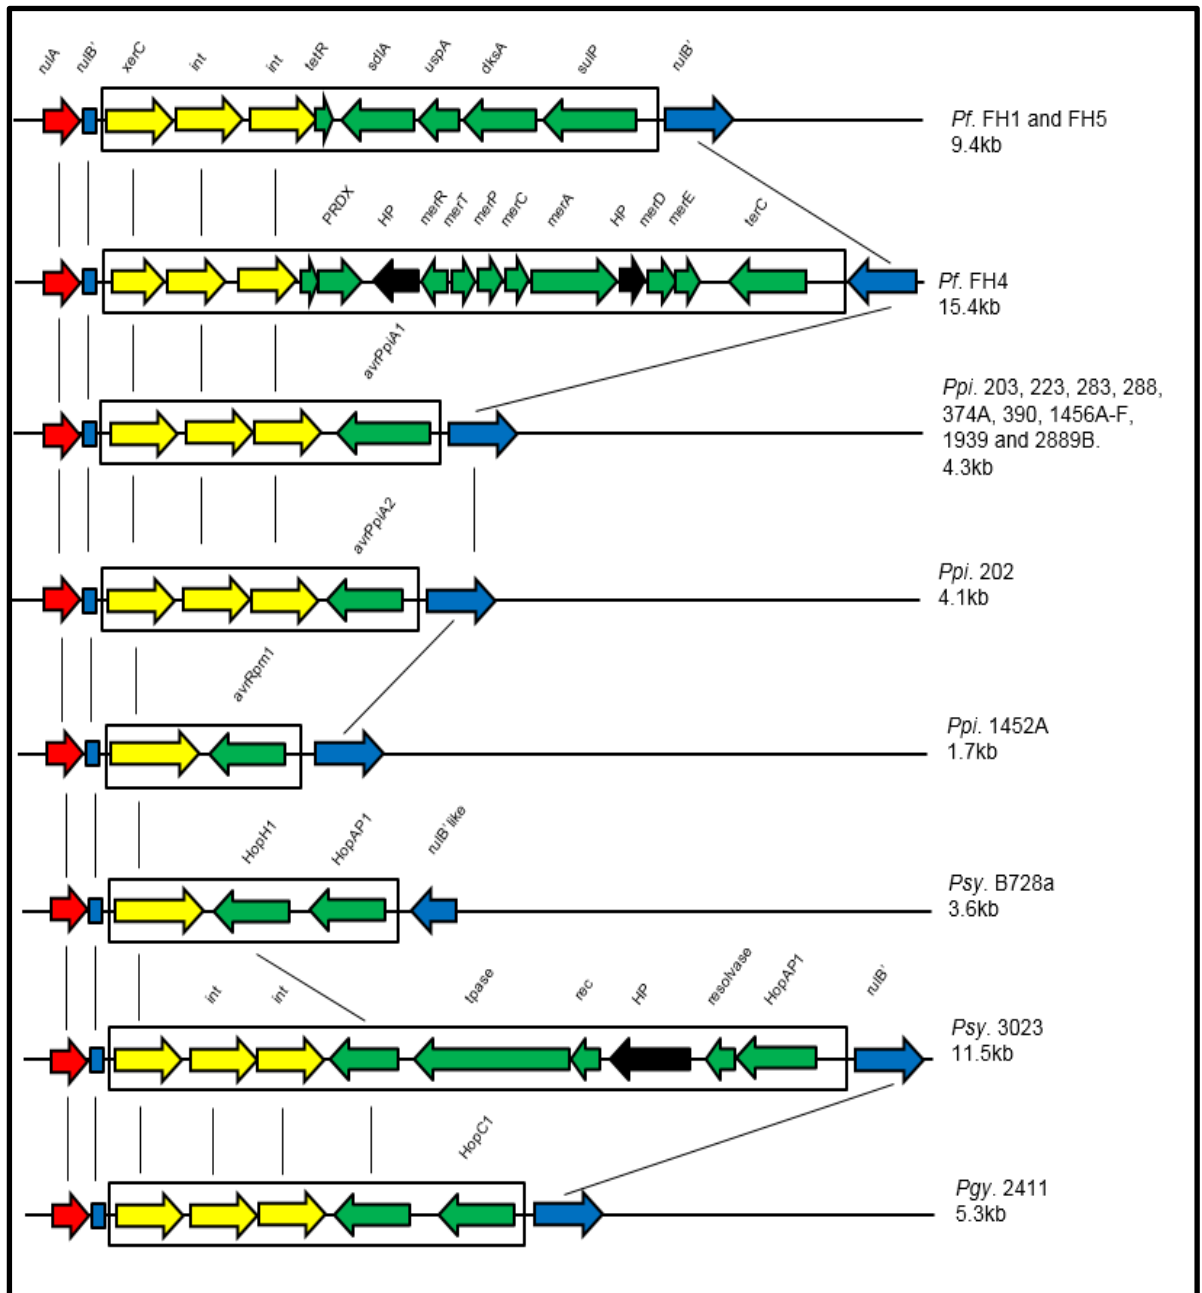 rulA rulB' xerC int int tetR sdIA uspA dksA sulP rulB'
Pf. FH1 and FH5
9.4kb
PRDX HP merR merT merP merC merA HP merD merE terC
Pf. FH4
15.4kb
avrPpiA1
Ppi. 203, 223, 283, 288,
374A, 390, 1456A-F,
1939 and 2889B.
4.3kb
avrPpiA2
Ppi. 202
4.1kb
avrRpm1
Ppi. 1452A
1.7kb
HopH1 HopAP1 rulB' like
Psy. B728a
3.6kb
int int tpase rec HP resolvase HopAP1 rulB'
Psy. 3023
11.5kb
HopC1
Pgy. 2411
5.3kb